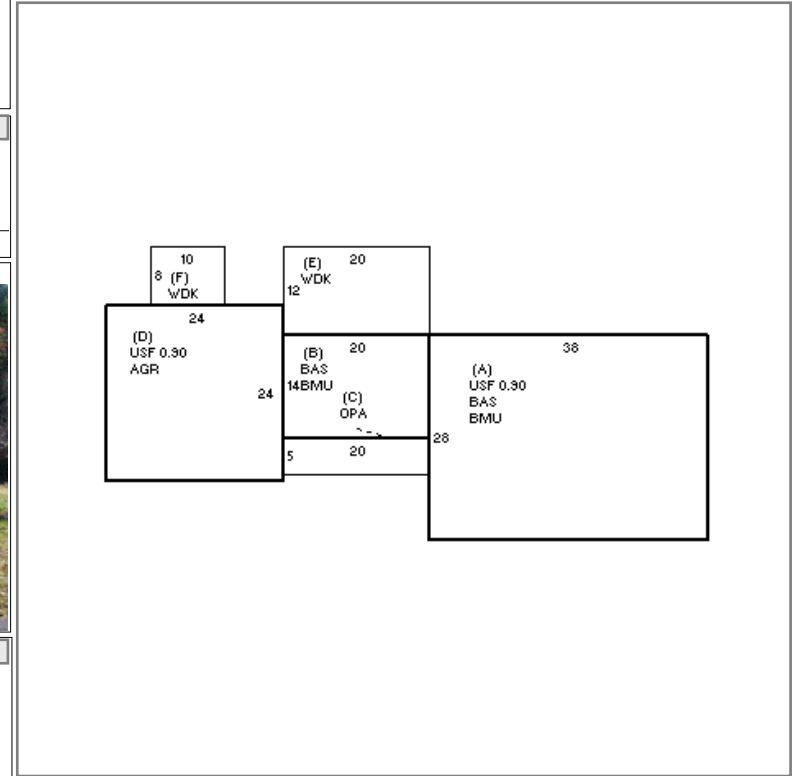 10
8 (F)
WDK
(E) 20
WDK
12
24
(D)
USF 0.90
AGR
24
(B) 20
BAS
14BMU
(C)
OPA
5 20
38
(A)
USF 0.90
BAS
BMU
28